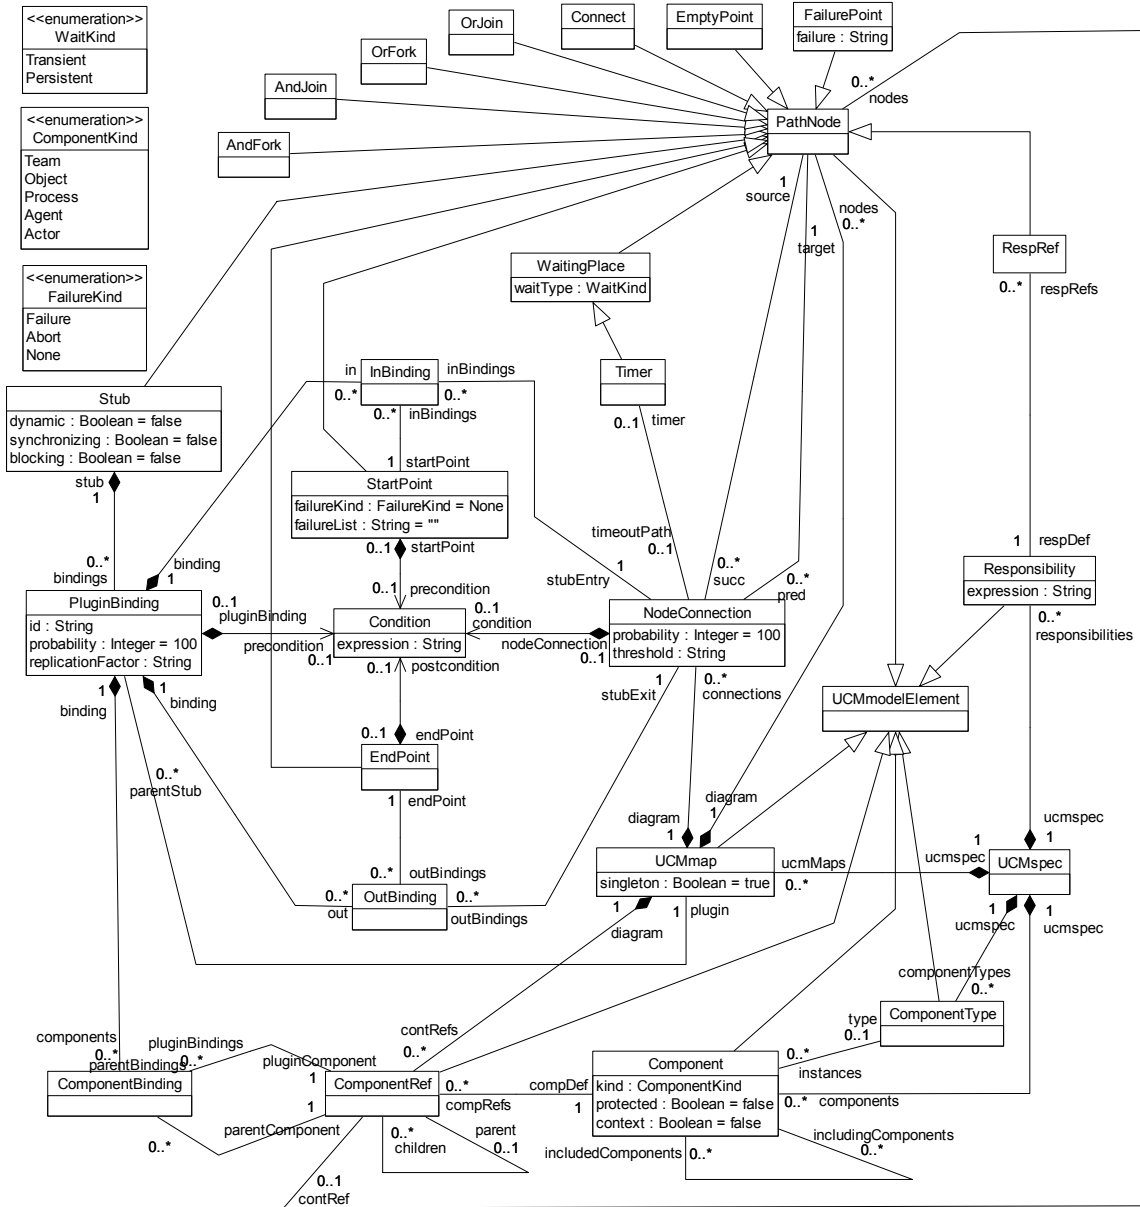 <<enumeration>>
WaitKind
Transient
Persistent
<<enumeration>>
ComponentKind
Team
Object
Process
Agent
Actor
<<enumeration>>
FailureKind
Failure
Abort
None
OrJoin
Connect
EmptyPoint
FailurePoint
failure : String
OrFork
AndJoin
AndFork
0..*
nodes
PathNode
1
source
1
target
nodes
0..*
RespRef
0..*
respRefs
WaitingPlace
waitType : WaitKind
Timer
0..1
timer
in
0..*
InBinding
inBindings
0..*
0..*
inBindings
Stub
dynamic : Boolean = false
synchronizing : Boolean = false
blocking : Boolean = false
stub
1
1
startPoint
StartPoint
failureKind : FailureKind = None
failureList : String = ""
0..1
startPoint
timeoutPath
0..1
0..*
succ
0..*
pred
1
stubEntry
1
respDef
Responsibility
expression : String
0..*
responsibilities
0..*
bindings
binding
1
PluginBinding
id : String
probability : Integer = 100
replicationFactor : String
0..1
pluginBinding
precondition
0..1
0..1
precondition
Condition
expression : String
0..1
condition
nodeConnection
0..1
NodeConnection
probability : Integer = 100
threshold : String
0..1
postcondition
1
stubExit
0..*
connections
1
binding
1
binding
UCMmodelElement
0..1
endPoint
EndPoint
1
endPoint
0..*
parentStub
diagram
1
diagram
1
UCMmap
singleton : Boolean = true
ucmMaps
0..*
1
ucmspec
ucmspec
1
UCMspec
0..*
outBindings
0..*
out
OutBinding
0..*
outBindings
1
diagram
1
plugin
1
ucmspec
1
ucmspec
componentTypes
0..*
ComponentType
type
0..1
contRefs
0..*
components
0..*
pluginBindings
0..*
parentBindings
ComponentBinding
0..*
pluginComponent
1
1
parentComponent
ComponentRef
0..*
compRefs
compDef
1
Component
kind : ComponentKind
protected : Boolean = false
context : Boolean = false
0..*
instances
0..*
components
0..*
children
parent
0..1
includedComponents
0..*
includingComponents
0..*
0..1
contRef